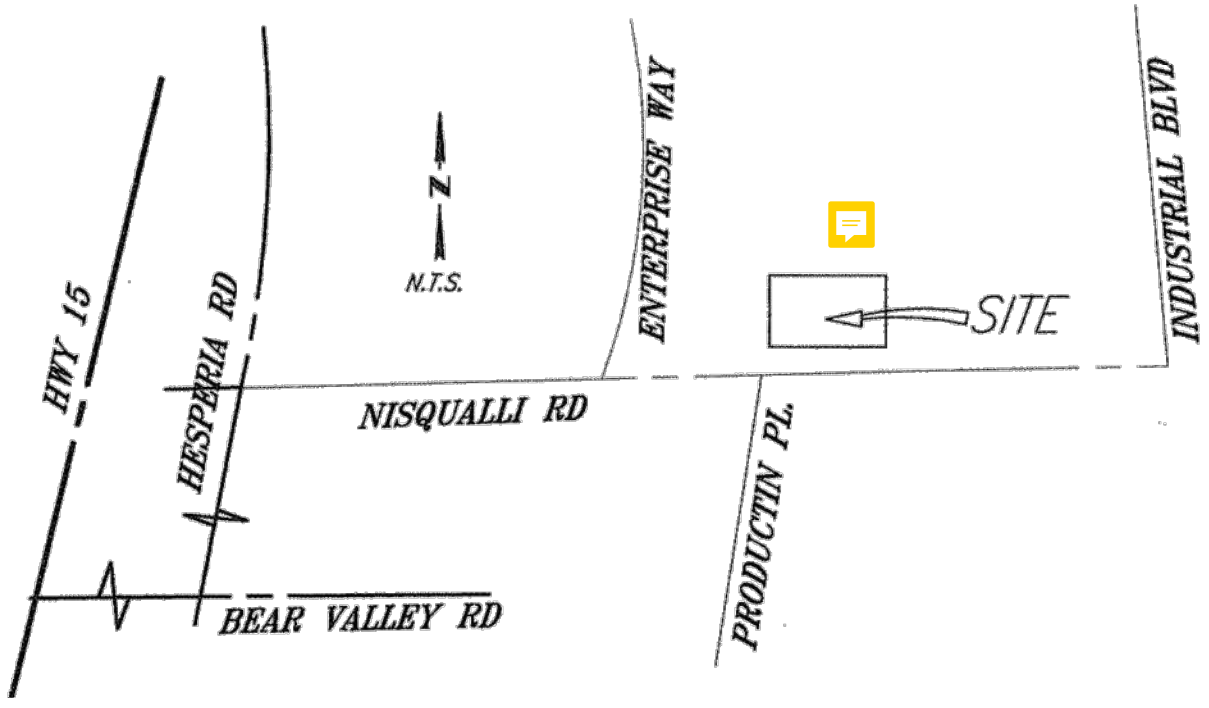 HWY 15
HESPERIA RD
N
N.T.S.
ENTERPRISE WAY
INDUSTRIAL BLVD
SITE
NISQUALLI RD
PRODUCTIN PL.
BEAR VALLEY RD